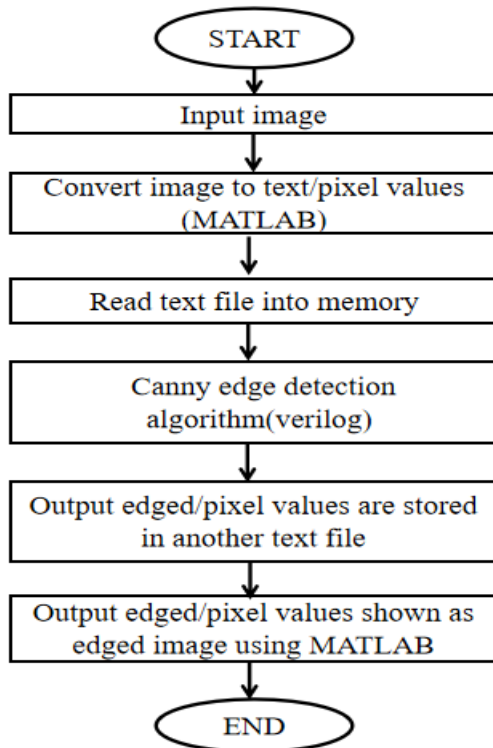 START
Input image
Convert image to text/pixel values
(MATLAB)
Read text file into memory
Canny edge detection
algorithm(verilog)
Output edged/pixel values are stored
in another text file
Output edged/pixel values shown as
edged image using MATLAB
END